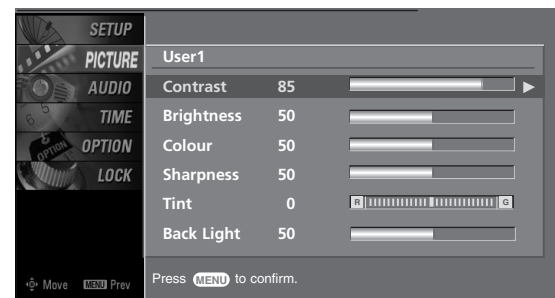 SETUP
PICTURE
AUDIO
TIME
OPTION
LOCK
Move MENU Prev
User1
Contrast 85
Brightness 50
Colour 50
Sharpness 50
Tint 0 R G
Back Light 50
Press MENU to confirm.